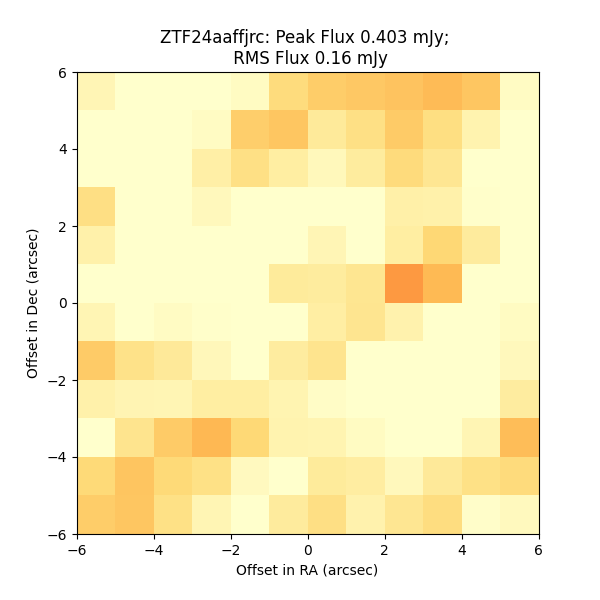 ZTF24aaffjrc: Peak Flux 0.403 mJy;
RMS Flux 0.16 mJy
6
4
2
0
−2
−4
−6
Offset in Dec (arcsec)
−6 −4 −2 0 2 4 6
Offset in RA (arcsec)